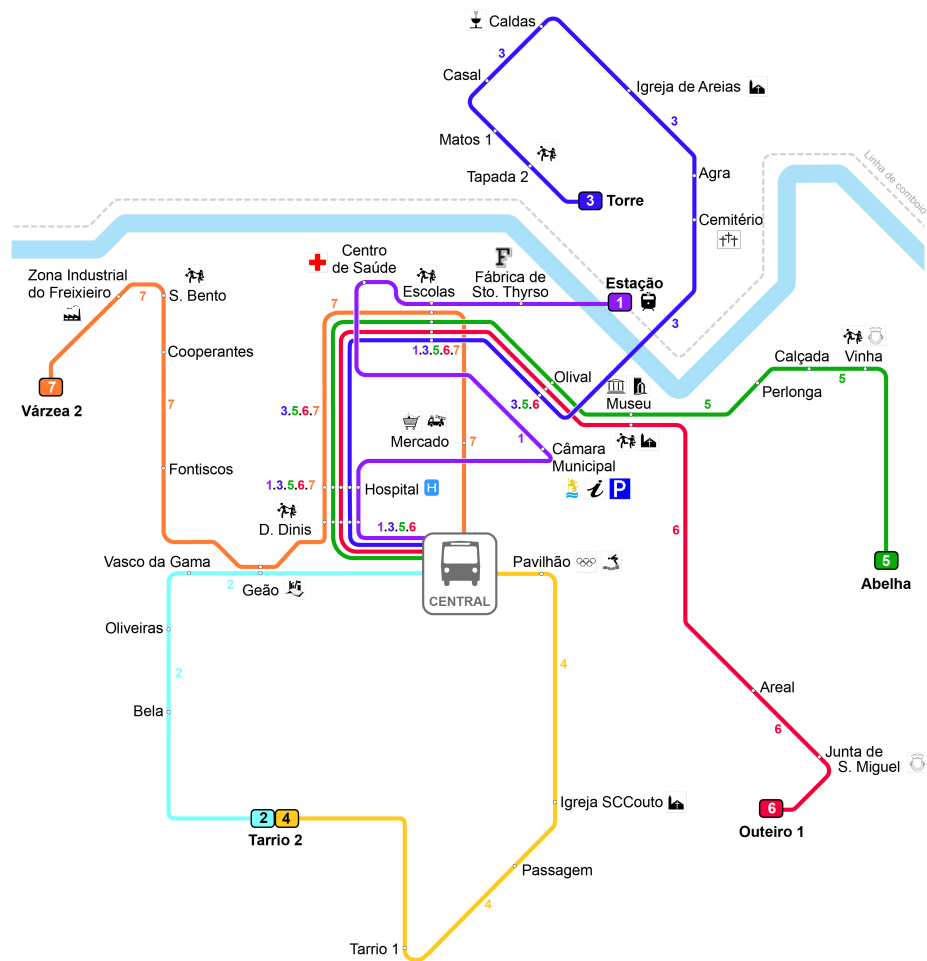 Caldas
3
Casal
Igreja de Areias
3
Matos 1
Tapada 2
3 Torre
Agra
Cemitério
Linha de comboio
Zona Industrial
do Freixieiro
7
S. Bento
Centro
de Saúde
Escolas
F
Fábrica de
Sto. Thyrso
Estação
1
7
1.3.5.6.7
3
Cooperantes
7
Várzea 2
7
3.5.6.7
Olival
3.5.6
Museu
5
Calçada
Vinha
5
Perlonga
Mercado
7
1
Câmara
Municipal
i P
Fontiscos
1.3.5.6.7
Hospital H
D. Dinis
1.3.5.6
6
Vasco da Gama
2
Geão
CENTRAL
Pavilhão
5
Abelha
Oliveiras
2
Bela
4
Areal
6
Junta de
S. Miguel
2 4
Tarrio 2
Igreja SCCouto
6
Outeiro 1
Passagem
4
Tarrio 1